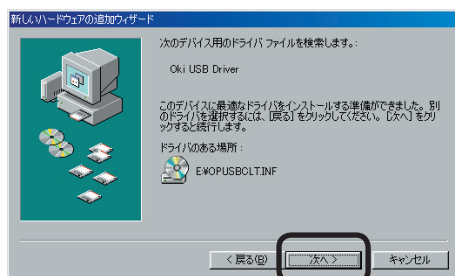 新しいハードウェアの追加ウィザード
次のデバイス用のドライバ ファイルを検索します。:
Oki USB Driver
このデバイスに最適なドライバをインストールする準備ができました。別
のドライバを選択するには、[戻る] をクリックしてください。[次へ] をクリ
ックすると続行します。
ドライバのある場所:
E:¥OPUSBCLT.INF
< 戻る(B) 次へ > キャンセル